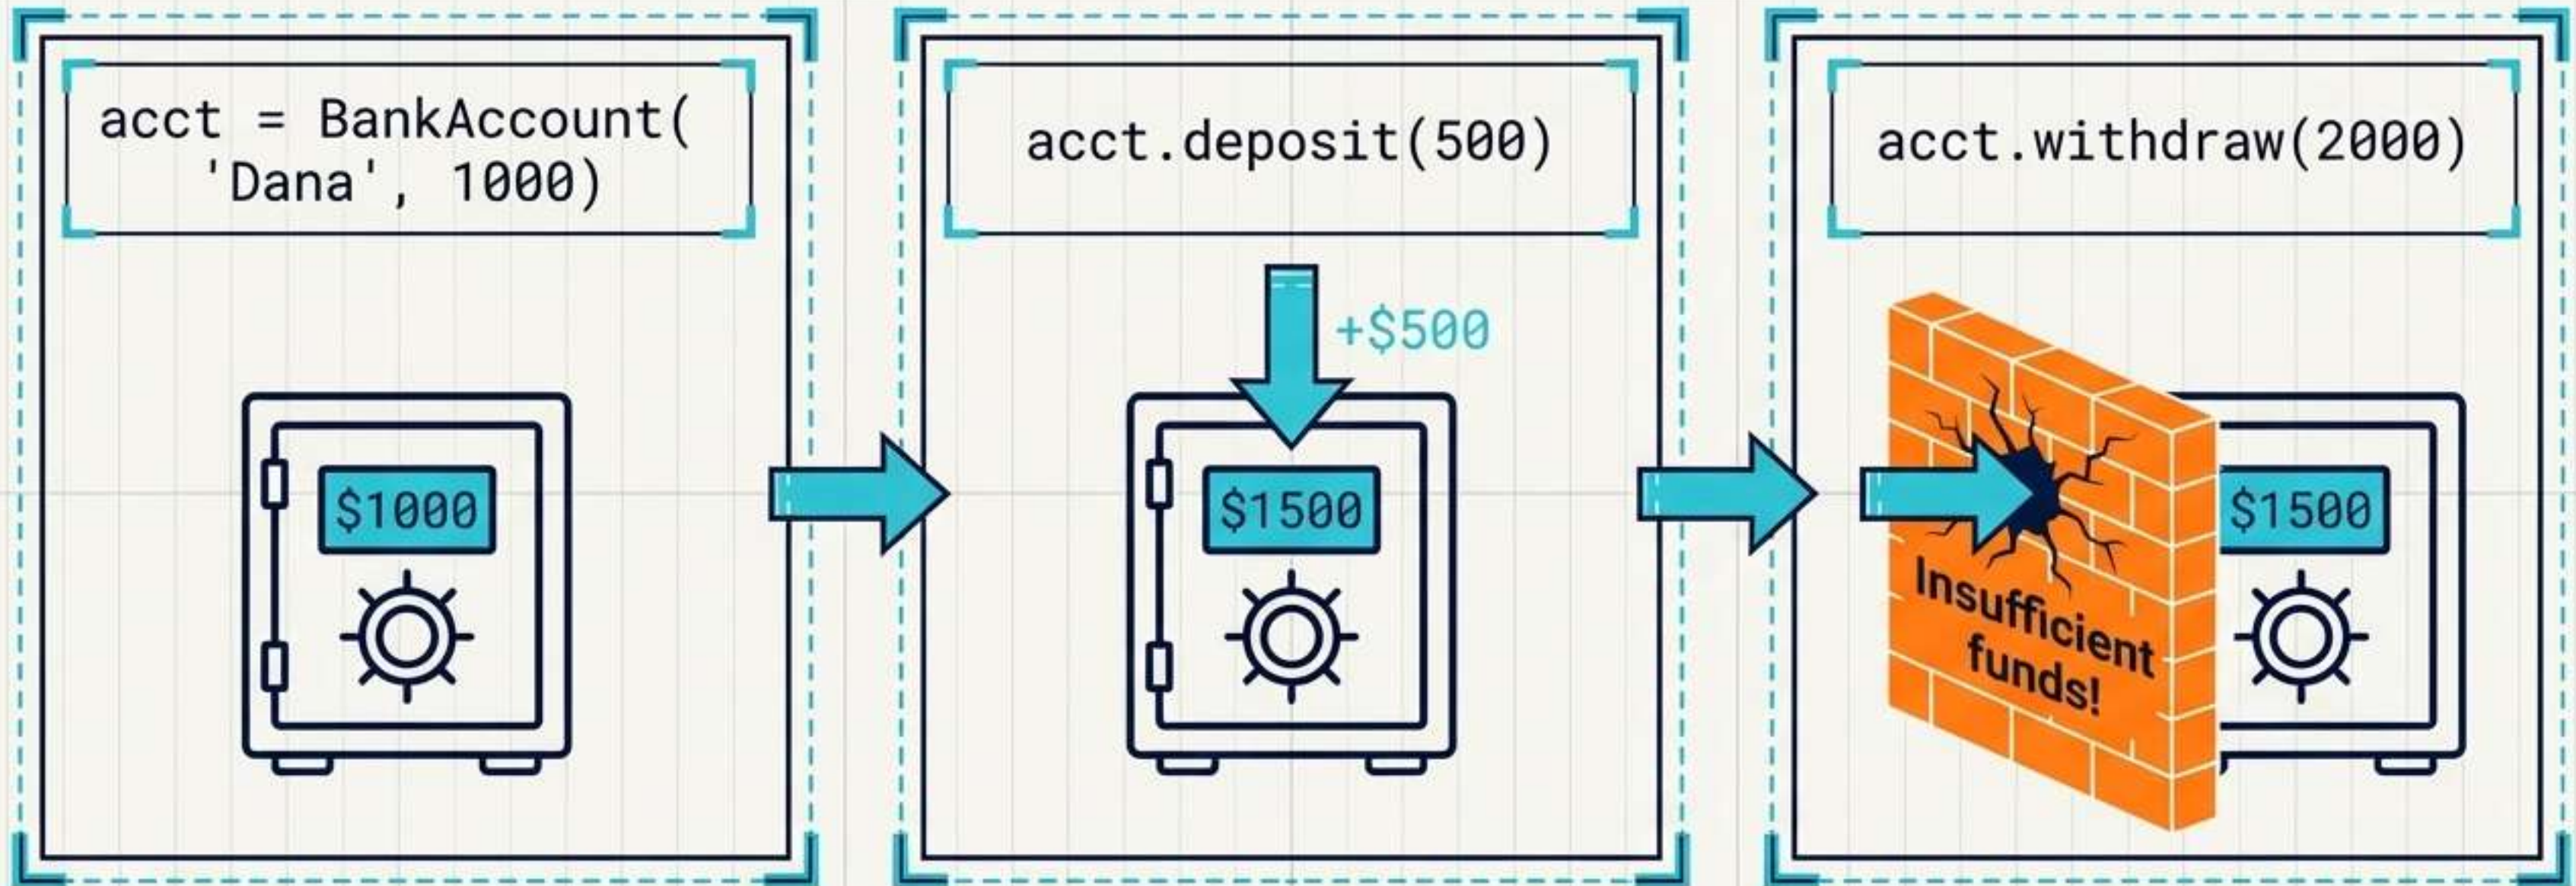 acct = BankAccount(
'Dana', 1000)
$1000
acct.deposit(500)
+$500
$1500
acct.withdraw(2000)
Insufficient
funds!
$1500